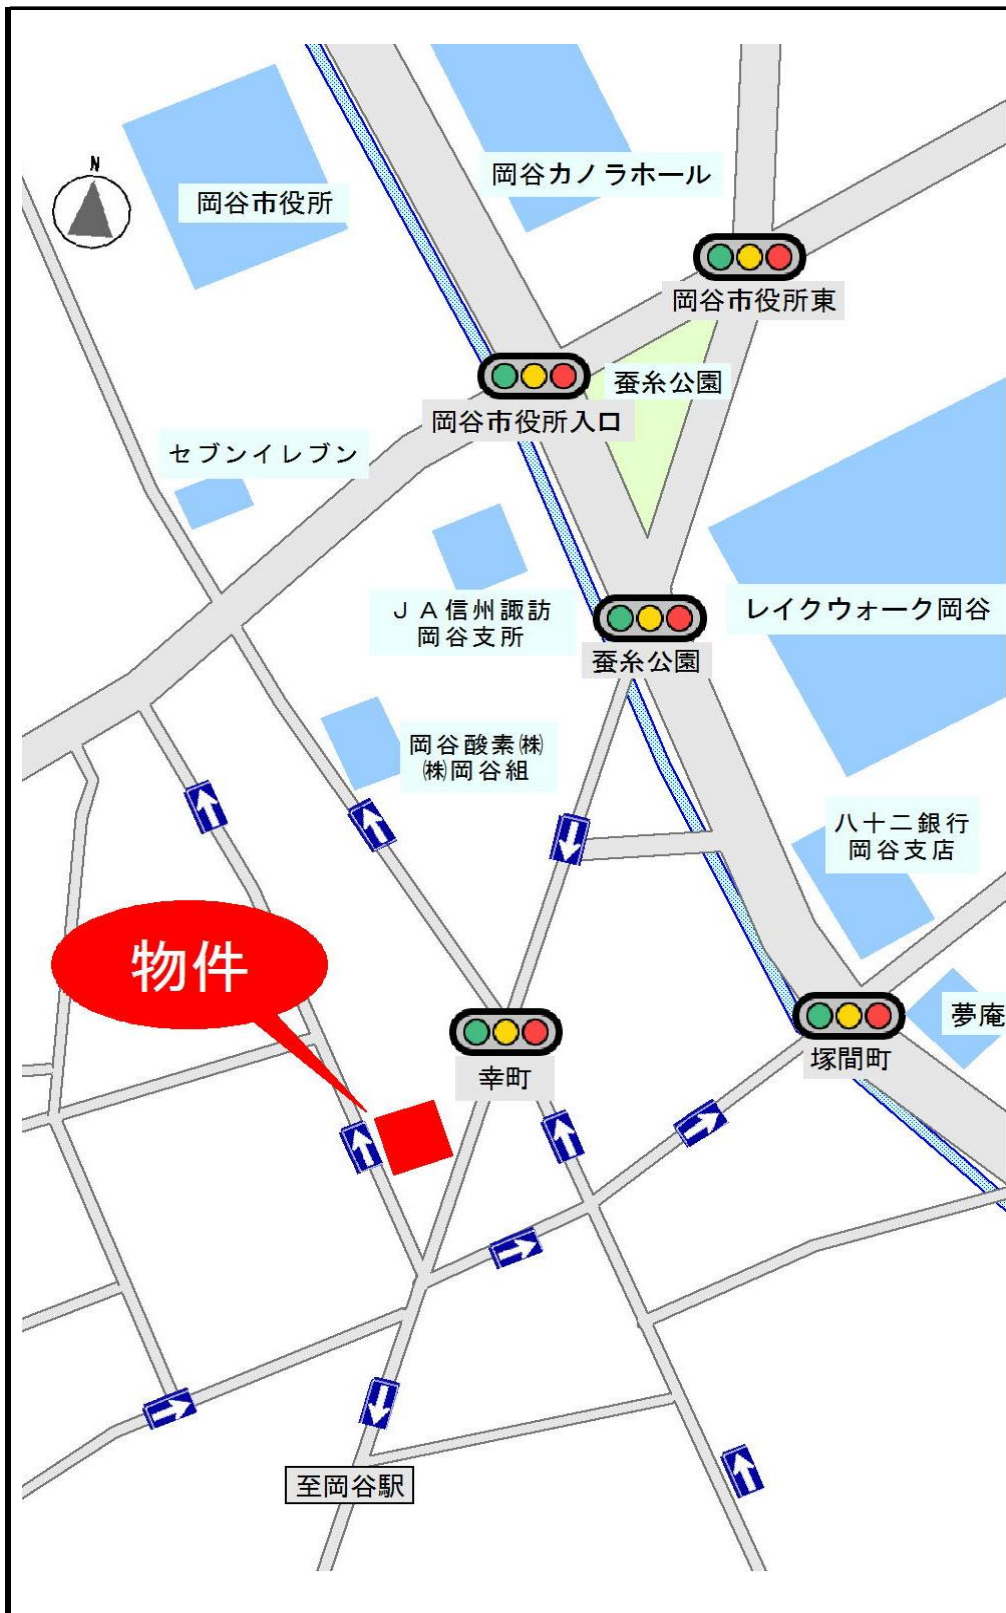 N
岡谷市役所
岡谷カノラホール
岡谷市役所東
蚕糸公園
岡谷市役所入口
セブンイレブン
ＪＡ信州諏訪
岡谷支所
レイクウォーク岡谷
蚕糸公園
岡谷酸素㈱
㈱岡谷組
八十二銀行
岡谷支店
物件
夢庵
塚間町
幸町
至岡谷駅